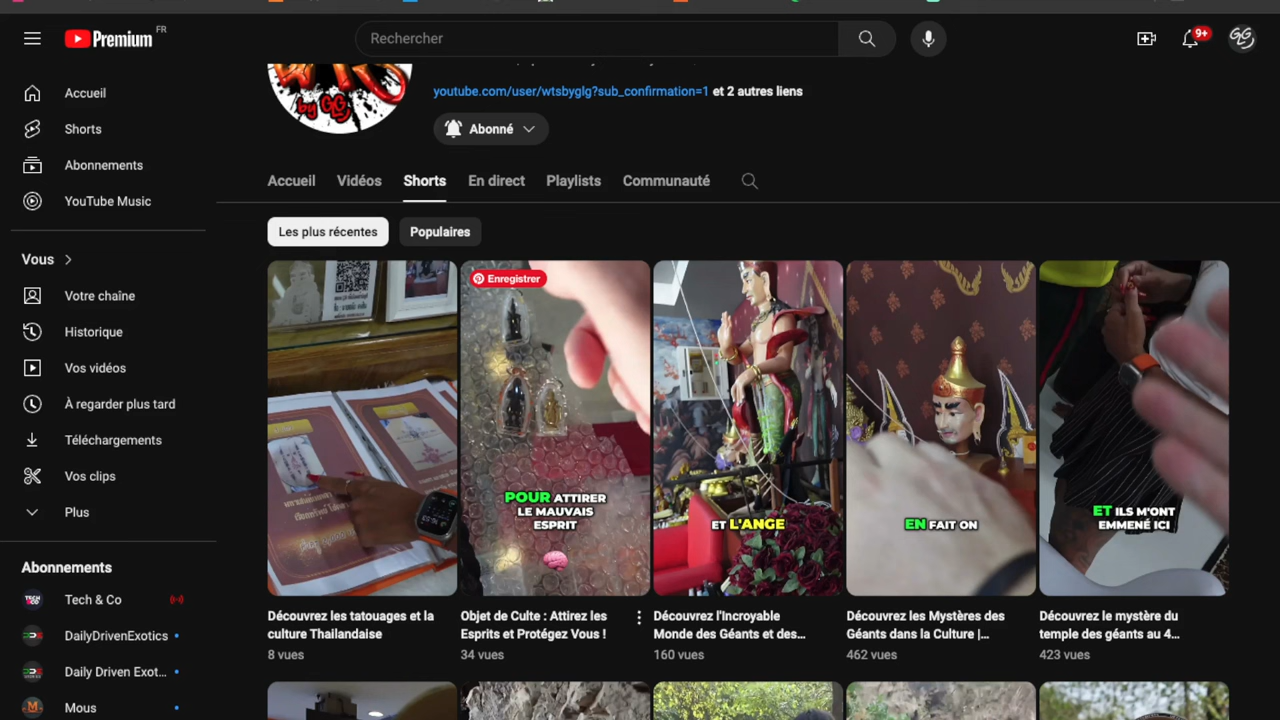 Premium FR
Rechercher
9+
by GLG
youtube.com/user/wtsbyglg?sub_confirmation=1 et 2 autres liens
Abonné
Accueil
Shorts
Abonnements
YouTube Music
Vous
Votre chaîne
Historique
Vos vidéos
À regarder plus tard
Téléchargements
Vos clips
Plus
Abonnements
Tech & Co
DailyDrivenExotics
Daily Driven Exot...
Mous
Accueil Vidéos Shorts En direct Playlists Communauté
Les plus récentes Populaires
Enregistrer
POUR ATTIRER
LE MAUVAIS
ESPRIT
ET L'ANGE
EN FAIT ON
ET ILS M'ONT
EMMENÉ ICI
Découvrez les tatouages et la
culture Thailandaise
8 vues
Objet de Culte : Attirez les
Esprits et Protégez Vous !
34 vues
Découvrez l'Incroyable
Monde des Géants et des...
160 vues
Découvrez les Mystères des
Géants dans la Culture |...
462 vues
Découvrez le mystère du
temple des géants au 4...
423 vues